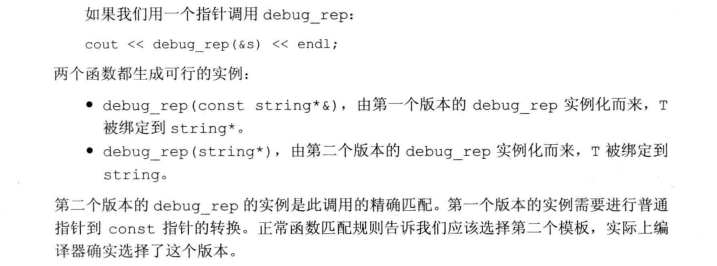 如果我们用一个指针调用 debug_rep：
cout << debug_rep(&s) << endl;
两个函数都生成可行的实例：
● debug_rep(const string*&)，由第一个版本的 debug_rep 实例化而来，T
被绑定到 string*。
● debug_rep(string*)，由第二个版本的 debug_rep 实例化而来，T 被绑定到
string。
第二个版本的 debug_rep 的实例是此调用的精确匹配。第一个版本的实例需要进行普通
指针到 const 指针的转换。正常函数匹配规则告诉我们应该选择第二个模板，实际上编
译器确实选择了这个版本。